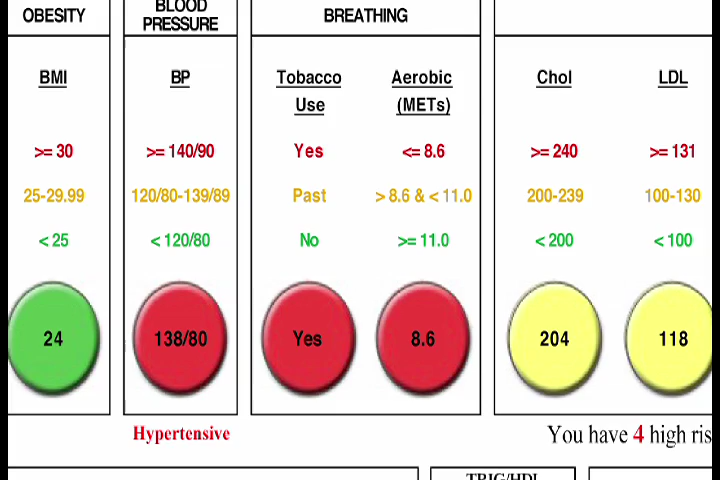 OBESITY
BLOOD
PRESSURE
BREATHING
BMI
BP
Tobacco
Use
Aerobic
(METs)
Chol
LDL
>= 30
>= 140/90
Yes
<= 8.6
>= 240
>= 131
25-29.99
120/80-139/89
Past
> 8.6 & < 11.0
200-239
100-130
< 25
< 120/80
No
>= 11.0
< 200
< 100
24
138/80
Yes
8.6
204
118
Hypertensive
You have 4 high ris
TRIG/HDL